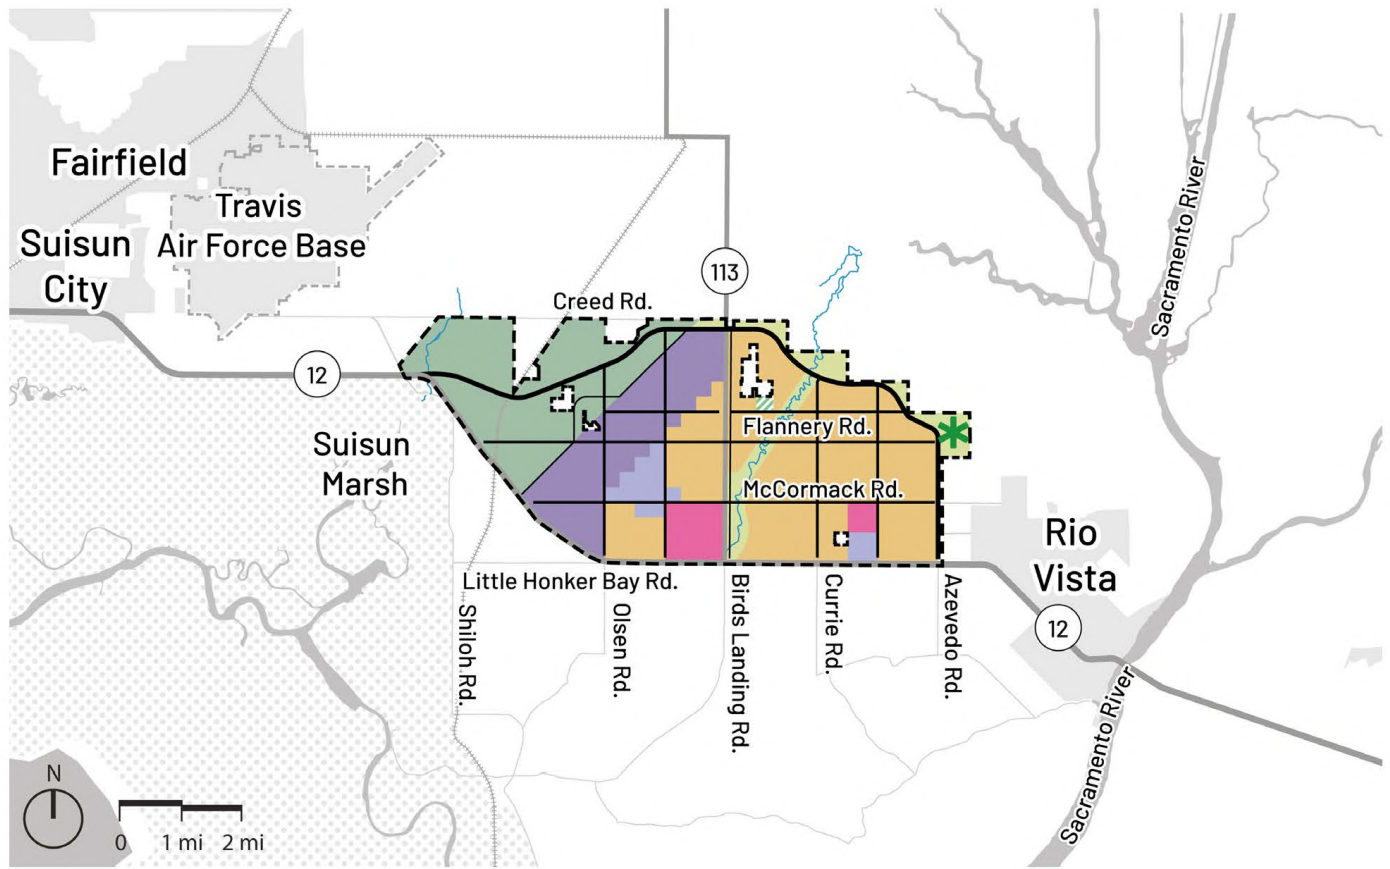 Fairfield
Travis
Air Force Base
Suisun
City
Sacramento River
113
Creed Rd.
12
Flannery Rd.
Suisun
Marsh
McCormack Rd.
Rio
Vista
Little Honker Bay Rd.
Shiloh Rd.
Olsen Rd.
Birds Landing Rd.
Currie Rd.
Azevedo Rd.
12
Sacramento River
N
0 1 mi 2 mi